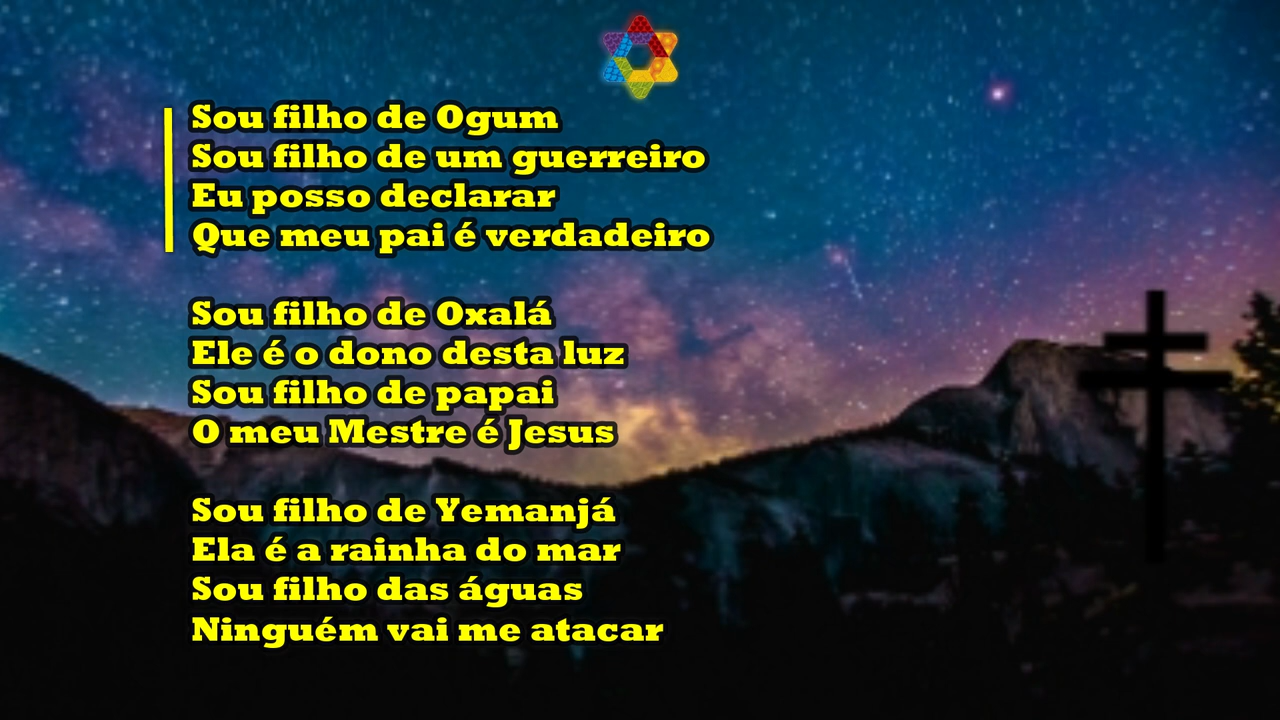 Sou filho de Ogum
Sou filho de um guerreiro
Eu posso declarar
Que meu pai é verdadeiro
Sou filho de Oxalá
Ele é o dono desta luz
Sou filho de papai
O meu Mestre é Jesus
Sou filho de Yemanjá
Ela é a rainha do mar
Sou filho das águas
Ninguém vai me atacar